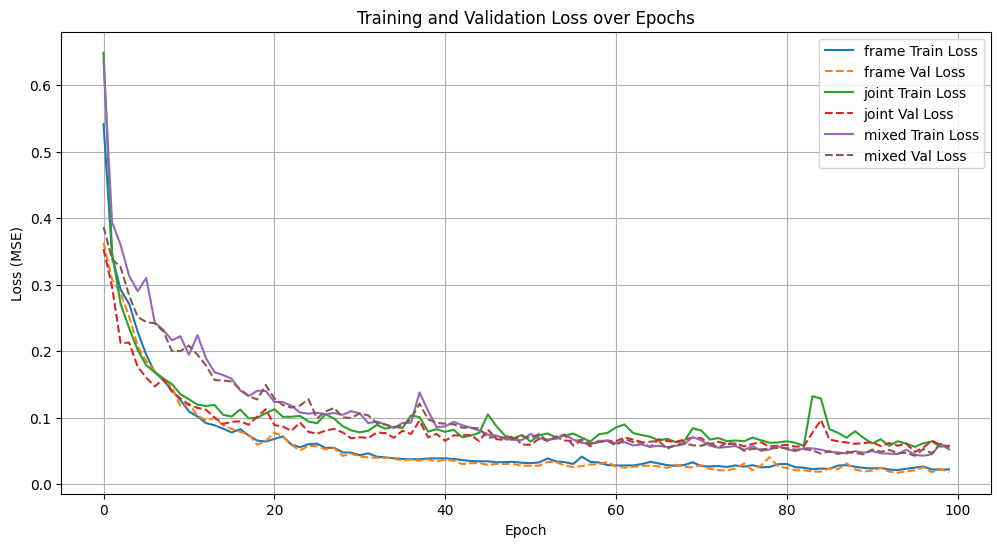 Training and Validation Loss over Epochs
frame Train Loss
frame Val Loss
joint Train Loss
joint Val Loss
mixed Train Loss
mixed Val Loss
Loss (MSE)
0.6
0.5
0.4
0.3
0.2
0.1
0.0
0 20 40 60 80 100
Epoch